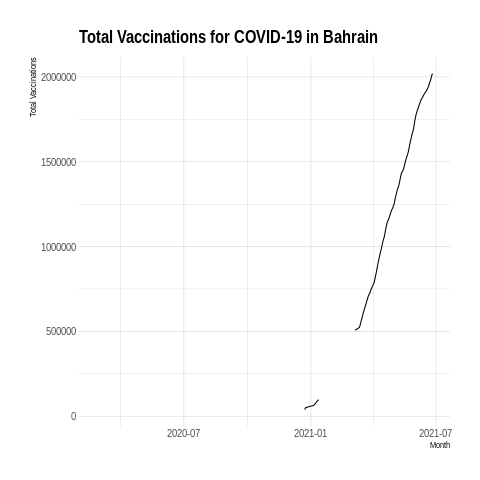 Total Vaccinations for COVID-19 in Bahrain
Total Vaccinations
2000000
1500000
1000000
500000
0
2020-07
2021-01
2021-07
Month